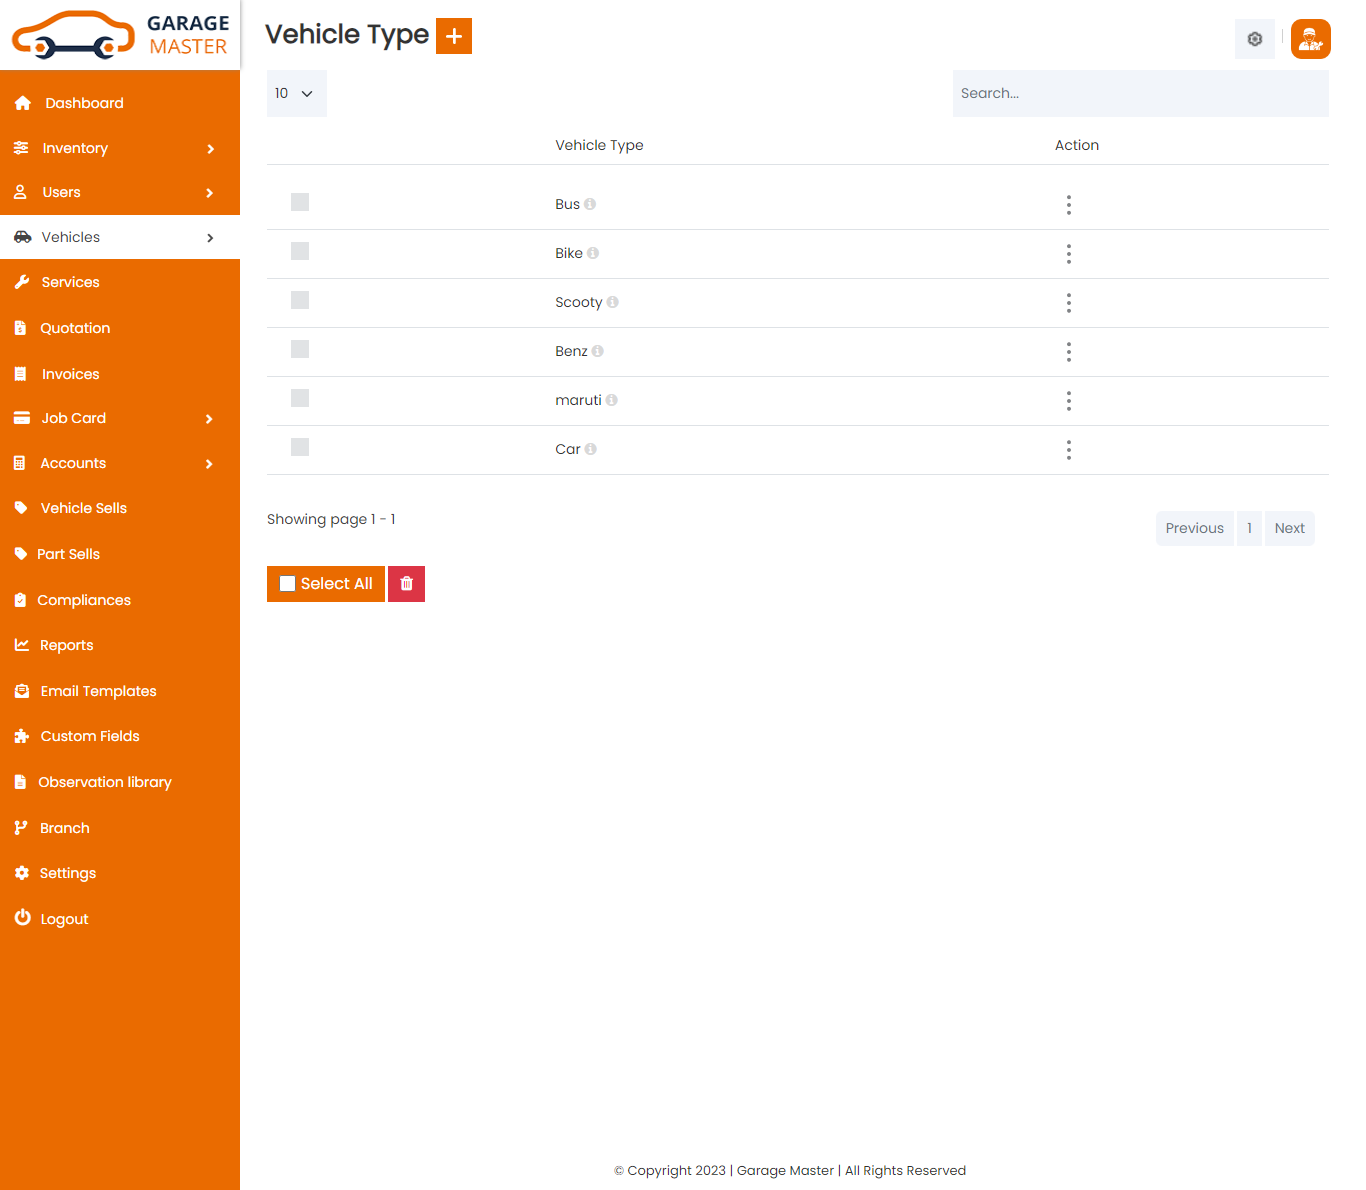 GARAGE
MASTER
Vehicle Type
Dashboard
Inventory
Users
Vehicles
Services
Quotation
Invoices
Job Card
Accounts
Vehicle Sells
Part Sells
Compliances
Reports
Email Templates
Custom Fields
Observation library
Branch
Settings
Logout
10
Search...
Vehicle Type Action
Bus
Bike
Scooty
Benz
maruti
Car
Showing page 1 - 1
Previous 1 Next
Select All
© Copyright 2023 | Garage Master | All Rights Reserved